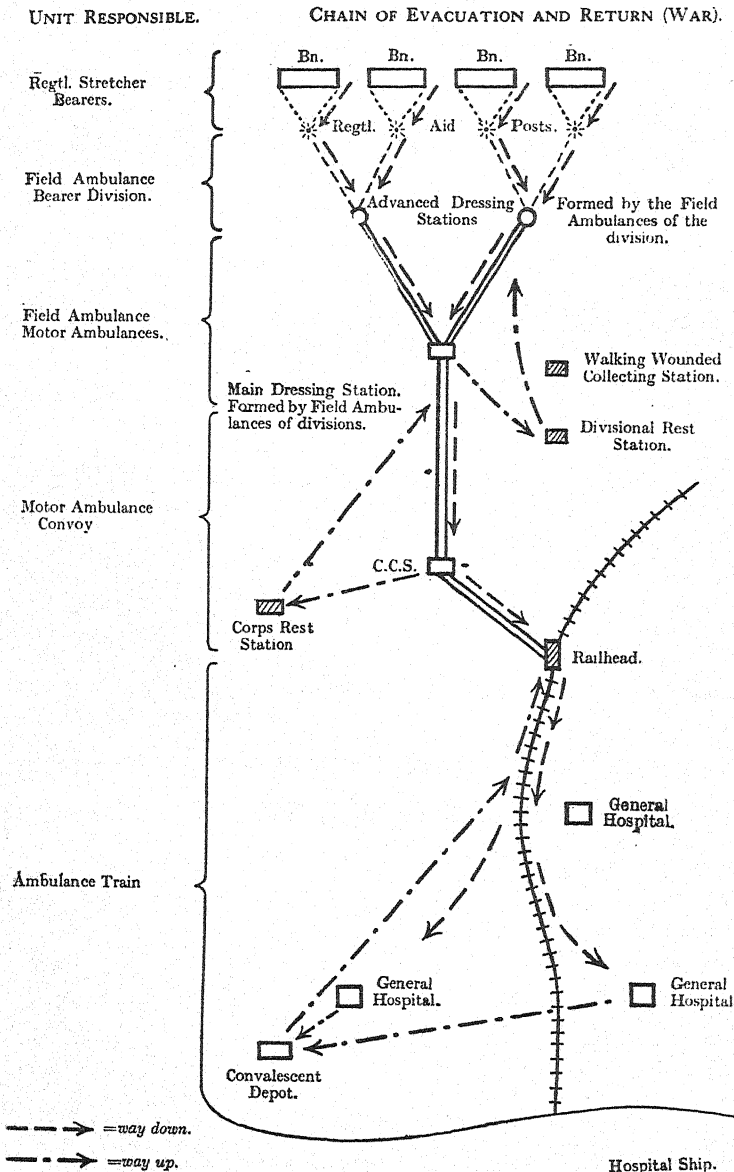 UNIT RESPONSIBLE.
CHAIN OF EVACUATION AND RETURN (WAR).
Bn. Bn. Bn. Bn.
Regtl. Stretcher
Bearers.
Regtl. Aid Posts.
Field Ambulance
Bearer Division.
Advanced Dressing
Stations
Formed by the Field
Ambulances of the
division.
Field Ambulance
Motor Ambulances.
Walking Wounded
Collecting Station.
Main Dressing Station.
Formed by Field Ambu-
lances of divisions.
Divisional Rest
Station.
Motor Ambulance
Convoy
C.C.S.
Corps Rest
Station
Railhead.
General
Hospital.
Ambulance Train
General
Hospital.
General
Hospital
Convalescent
Depot.
=way down.
=way up.
Hospital Ship.